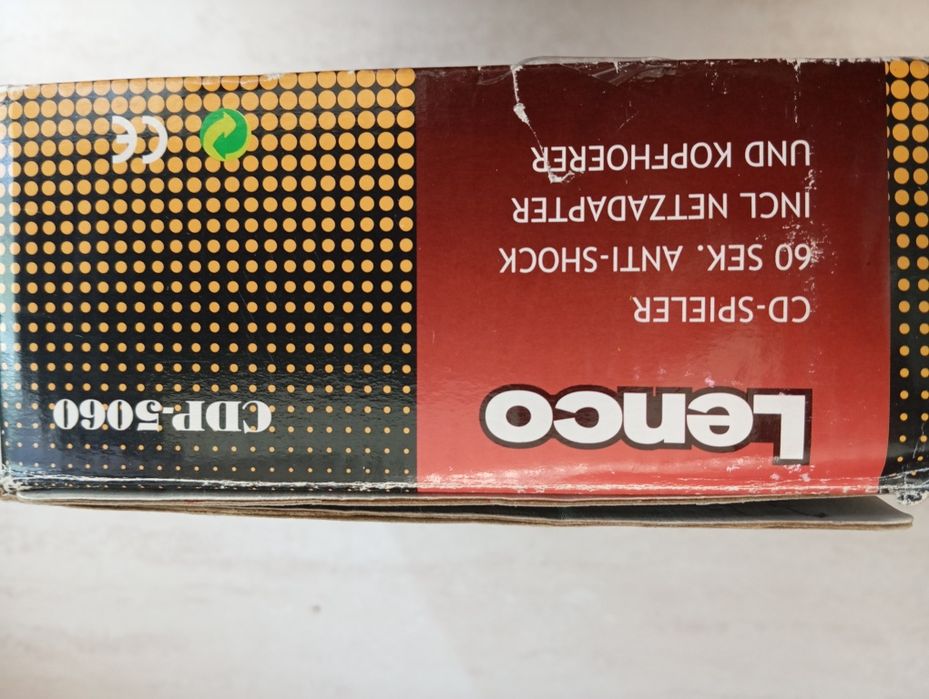 Lenco
CD-SPIELER
60 SEK. ANTI-SHOCK
INCL NETZADAPTER
UND KOPFHOERER
CDP-5060
CE